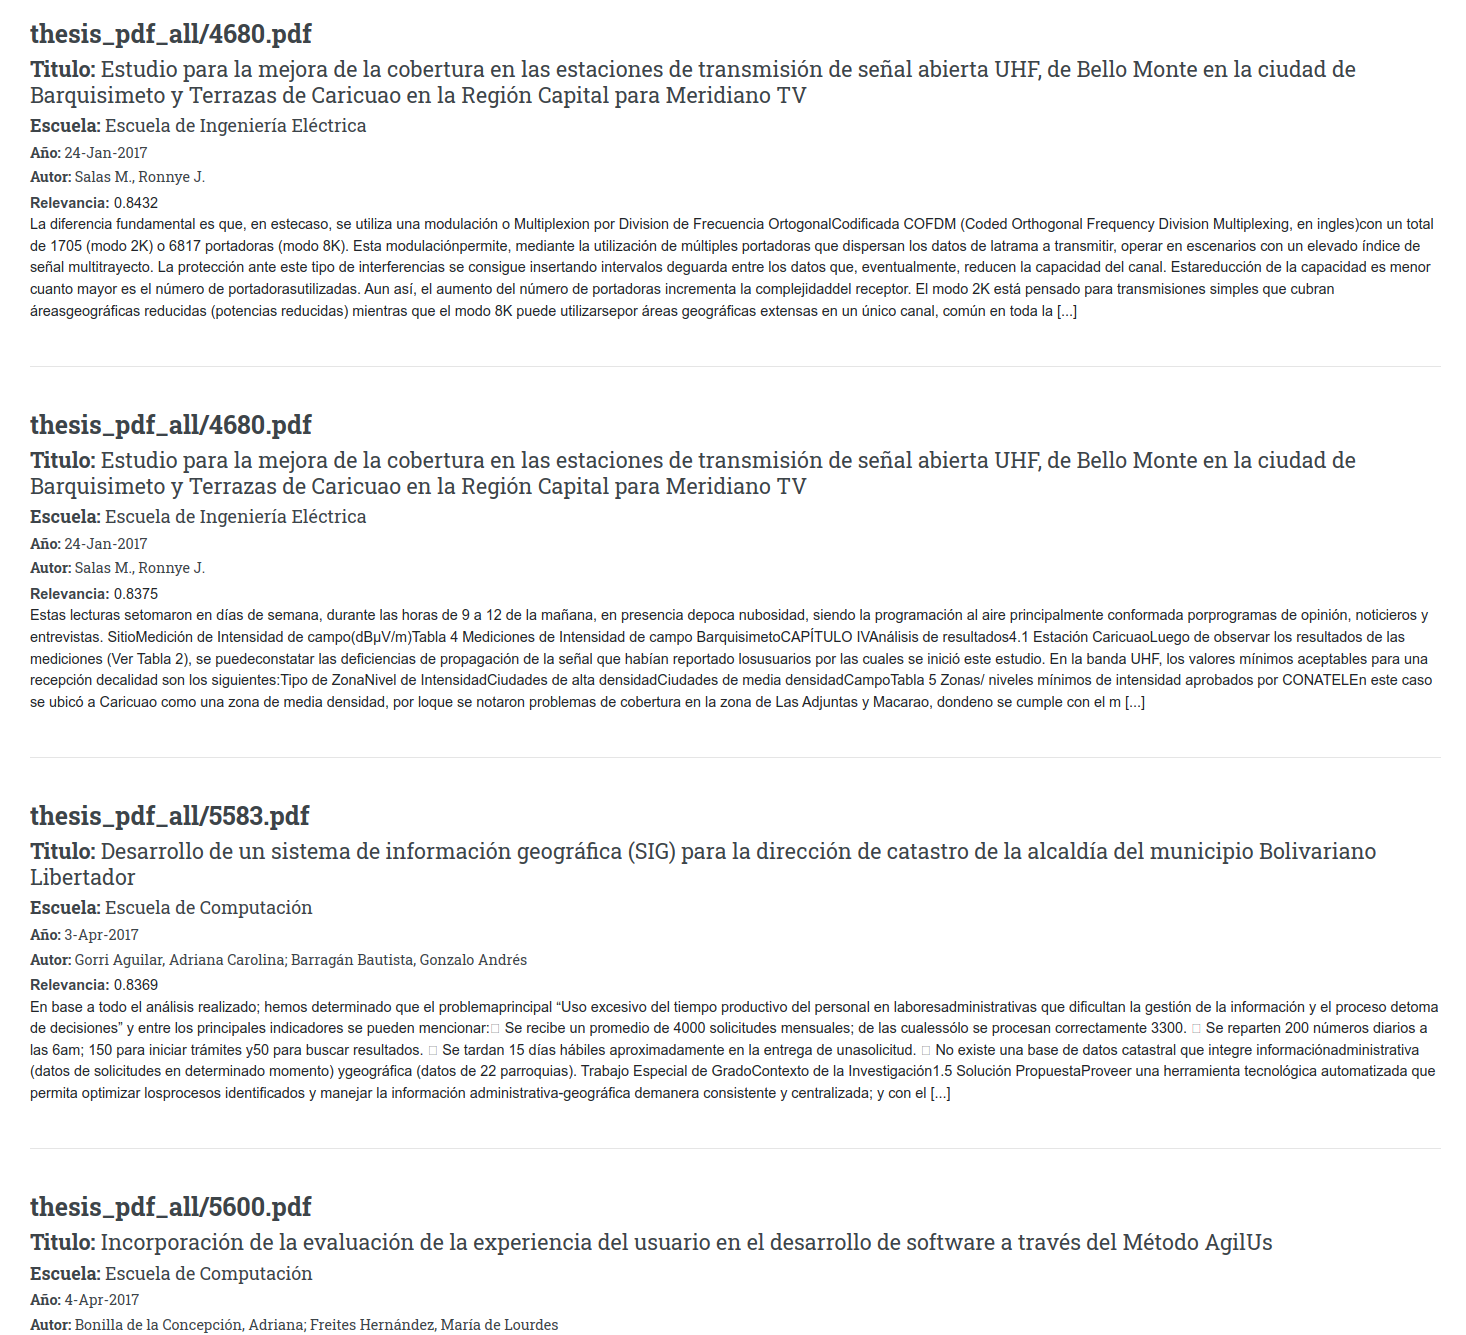 thesis_pdf_all/4680.pdf
Titulo: Estudio para la mejora de la cobertura en las estaciones de transmisión de señal abierta UHF, de Bello Monte en la ciudad de
Barquisimeto y Terrazas de Caricuao en la Región Capital para Meridiano TV
Escuela: Escuela de Ingeniería Eléctrica
Año: 24-Jan-2017
Autor: Salas M., Ronnye J.
Relevancia: 0.8432
La diferencia fundamental es que, en estecaso, se utiliza una modulación o Multiplexion por Division de Frecuencia OrtogonalCodificada COFDM (Coded Orthogonal Frequency Division Multiplexing, en ingles)con un total
de 1705 (modo 2K) o 6817 portadoras (modo 8K). Esta modulaciónpermite, mediante la utilización de múltiples portadoras que dispersan los datos de latrama a transmitir, operar en escenarios con un elevado índice de
señal multitrayecto. La protección ante este tipo de interferencias se consigue insertando intervalos deguarda entre los datos que, eventualmente, reducen la capacidad del canal. Estareducción de la capacidad es menor
cuanto mayor es el número de portadorasutilizadas. Aun así, el aumento del número de portadoras incrementa la complejidaddel receptor. El modo 2K está pensado para transmisiones simples que cubran
áreasgeográficas reducidas (potencias reducidas) mientras que el modo 8K puede utilizarsepor áreas geográficas extensas en un único canal, común en toda la [...]
thesis_pdf_all/4680.pdf
Titulo: Estudio para la mejora de la cobertura en las estaciones de transmisión de señal abierta UHF, de Bello Monte en la ciudad de
Barquisimeto y Terrazas de Caricuao en la Región Capital para Meridiano TV
Escuela: Escuela de Ingeniería Eléctrica
Año: 24-Jan-2017
Autor: Salas M., Ronnye J.
Relevancia: 0.8375
Estas lecturas setomaron en días de semana, durante las horas de 9 a 12 de la mañana, en presencia depoca nubosidad, siendo la programación al aire principalmente conformada porprogramas de opinión, noticieros y
entrevistas. SitioMedición de Intensidad de campo(dBµV/m)Tabla 4 Mediciones de Intensidad de campo BarquisimetoCAPÍTULO IVAnálisis de resultados4.1 Estación CaricuaoLuego de observar los resultados de las
mediciones (Ver Tabla 2), se puedeconstatar las deficiencias de propagación de la señal que habían reportado losusuarios por las cuales se inició este estudio. En la banda UHF, los valores mínimos aceptables para una
recepción decalidad son los siguientes:Tipo de ZonaNivel de IntensidadCiudades de alta densidadCiudades de media densidadCampoTabla 5 Zonas/ niveles mínimos de intensidad aprobados por CONATELEn este caso
se ubicó a Caricuao como una zona de media densidad, por loque se notaron problemas de cobertura en la zona de Las Adjuntas y Macarao, dondeno se cumple con el m [...]
thesis_pdf_all/5583.pdf
Titulo: Desarrollo de un sistema de información geográfica (SIG) para la dirección de catastro de la alcaldía del municipio Bolivariano
Libertador
Escuela: Escuela de Computación
Año: 3-Apr-2017
Autor: Gorri Aguilar, Adriana Carolina; Barragán Bautista, Gonzalo Andrés
Relevancia: 0.8369
En base a todo el análisis realizado; hemos determinado que el problemaprincipal “Uso excesivo del tiempo productivo del personal en laboresadministrativas que dificultan la gestión de la información y el proceso detoma
de decisiones” y entre los principales indicadores se pueden mencionar: Se recibe un promedio de 4000 solicitudes mensuales; de las cualessólo se procesan correctamente 3300.  Se reparten 200 números diarios a
las 6am; 150 para iniciar trámites y50 para buscar resultados.  Se tardan 15 días hábiles aproximadamente en la entrega de unasolicitud.  No existe una base de datos catastral que integre informaciónadministrativa
(datos de solicitudes en determinado momento) ygeográfica (datos de 22 parroquias). Trabajo Especial de GradoContexto de la Investigación1.5 Solución PropuestaProveer una herramienta tecnológica automatizada que
permita optimizar losprocesos identificados y manejar la información administrativa-geográfica demanera consistente y centralizada; y con el [...]
thesis_pdf_all/5600.pdf
Titulo: Incorporación de la evaluación de la experiencia del usuario en el desarrollo de software a través del Método AgilUs
Escuela: Escuela de Computación
Año: 4-Apr-2017
Autor: Bonilla de la Concepción, Adriana; Freites Hernández, María de Lourdes